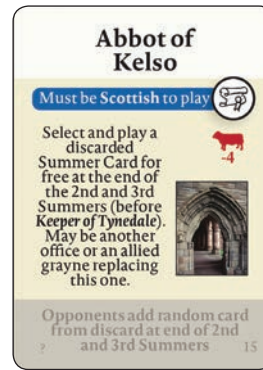 Abbot of
Kelso
Must be Scottish to play
Select and play a
discarded
Summer Card for
free at the end of
the 2nd and 3rd
Summers (before
Keeper of Tynedale).
May be another
office or an allied
grayne replacing
this one.
-4
Opponents add random card
from discard at end of 2nd
? and 3rd Summers 15